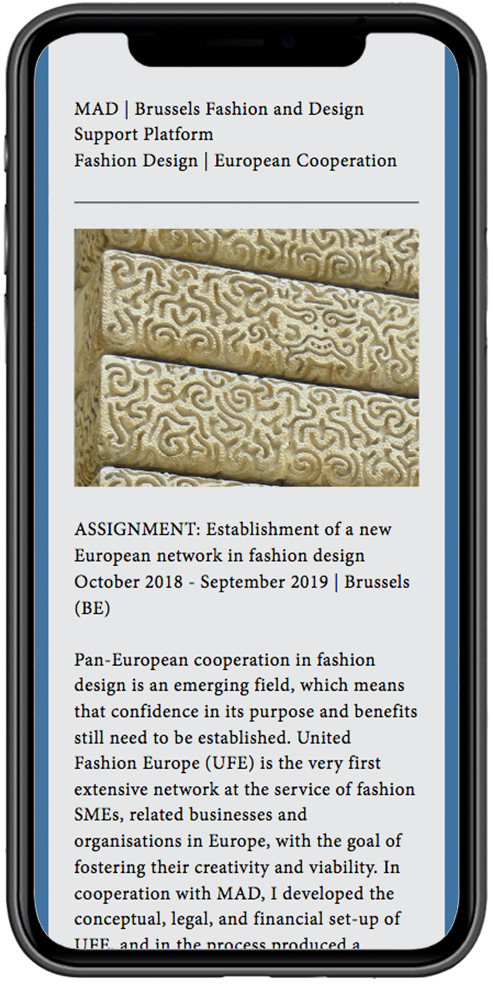 MAD | Brussels Fashion and Design
Support Platform
Fashion Design | European Cooperation
ASSIGNMENT: Establishment of a new
European network in fashion design
October 2018 - September 2019 | Brussels
(BE)
Pan-European cooperation in fashion
design is an emerging field, which means
that confidence in its purpose and benefits
still need to be established. United
Fashion Europe (UFE) is the very first
extensive network at the service of fashion
SMEs, related businesses and
organisations in Europe, with the goal of
fostering their creativity and viability. In
cooperation with MAD, I developed the
conceptual, legal, and financial set-up of
UFE, and in the process produced a